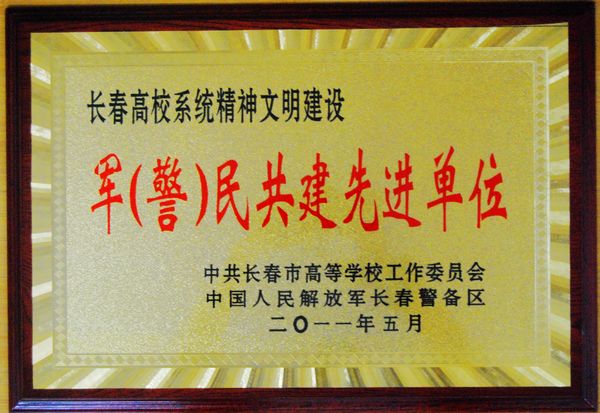 长春高校系统精神文明建设
军(警)民共建先进单位
中共长春市高等学校工作委员会
中国人民解放军长春警备区
二〇一一年五月